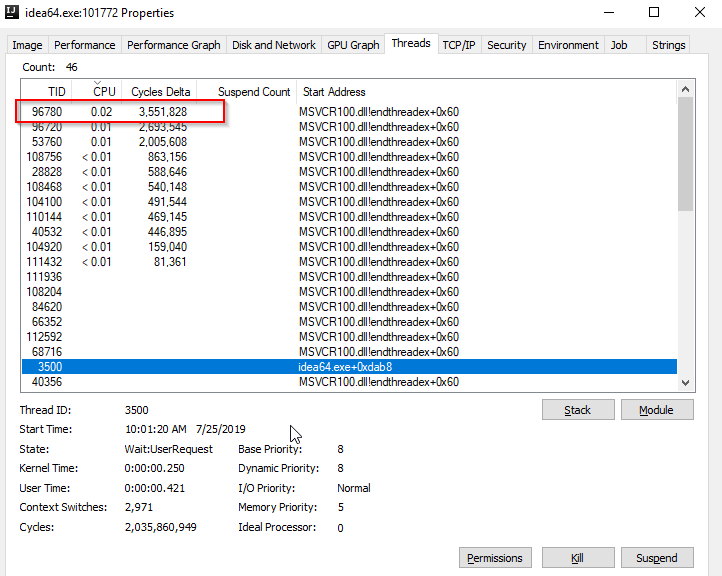 idea64.exe:101772 Properties
Image Performance Performance Graph Disk and Network GPU Graph Threads TCP/IP Security Environment Job Strings
Count: 46
TID CPU Cycles Delta Suspend Count Start Address
96780 0.02 3,551,828 MSVCR100.dll!endthreadex+0x60
96720 0.01 2,693,545 MSVCR100.dll!endthreadex+0x60
53760 0.01 2,005,608 MSVCR100.dll!endthreadex+0x60
108756 < 0.01 863,156 MSVCR100.dll!endthreadex+0x60
28828 < 0.01 588,646 MSVCR100.dll!endthreadex+0x60
108468 < 0.01 540,148 MSVCR100.dll!endthreadex+0x60
104100 < 0.01 491,544 MSVCR100.dll!endthreadex+0x60
110144 < 0.01 469,145 MSVCR100.dll!endthreadex+0x60
40532 < 0.01 446,895 MSVCR100.dll!endthreadex+0x60
104920 < 0.01 159,040 MSVCR100.dll!endthreadex+0x60
111432 < 0.01 81,361 MSVCR100.dll!endthreadex+0x60
111936 MSVCR100.dll!endthreadex+0x60
108204 MSVCR100.dll!endthreadex+0x60
84620 MSVCR100.dll!endthreadex+0x60
66352 MSVCR100.dll!endthreadex+0x60
112592 MSVCR100.dll!endthreadex+0x60
68716 MSVCR100.dll!endthreadex+0x60
3500 idea64.exe+0xdab8
40356 MSVCR100.dll!endthreadex+0x60
Thread ID: 3500 Stack Module
Start Time: 10:01:20 AM 7/25/2019
State: Wait:UserRequest Base Priority: 8
Kernel Time: 0:00:00.250 Dynamic Priority: 8
User Time: 0:00:00.421 I/O Priority: Normal
Context Switches: 2,971 Memory Priority: 5
Cycles: 2,035,860,949 Ideal Processor: 0
Permissions Kill Suspend